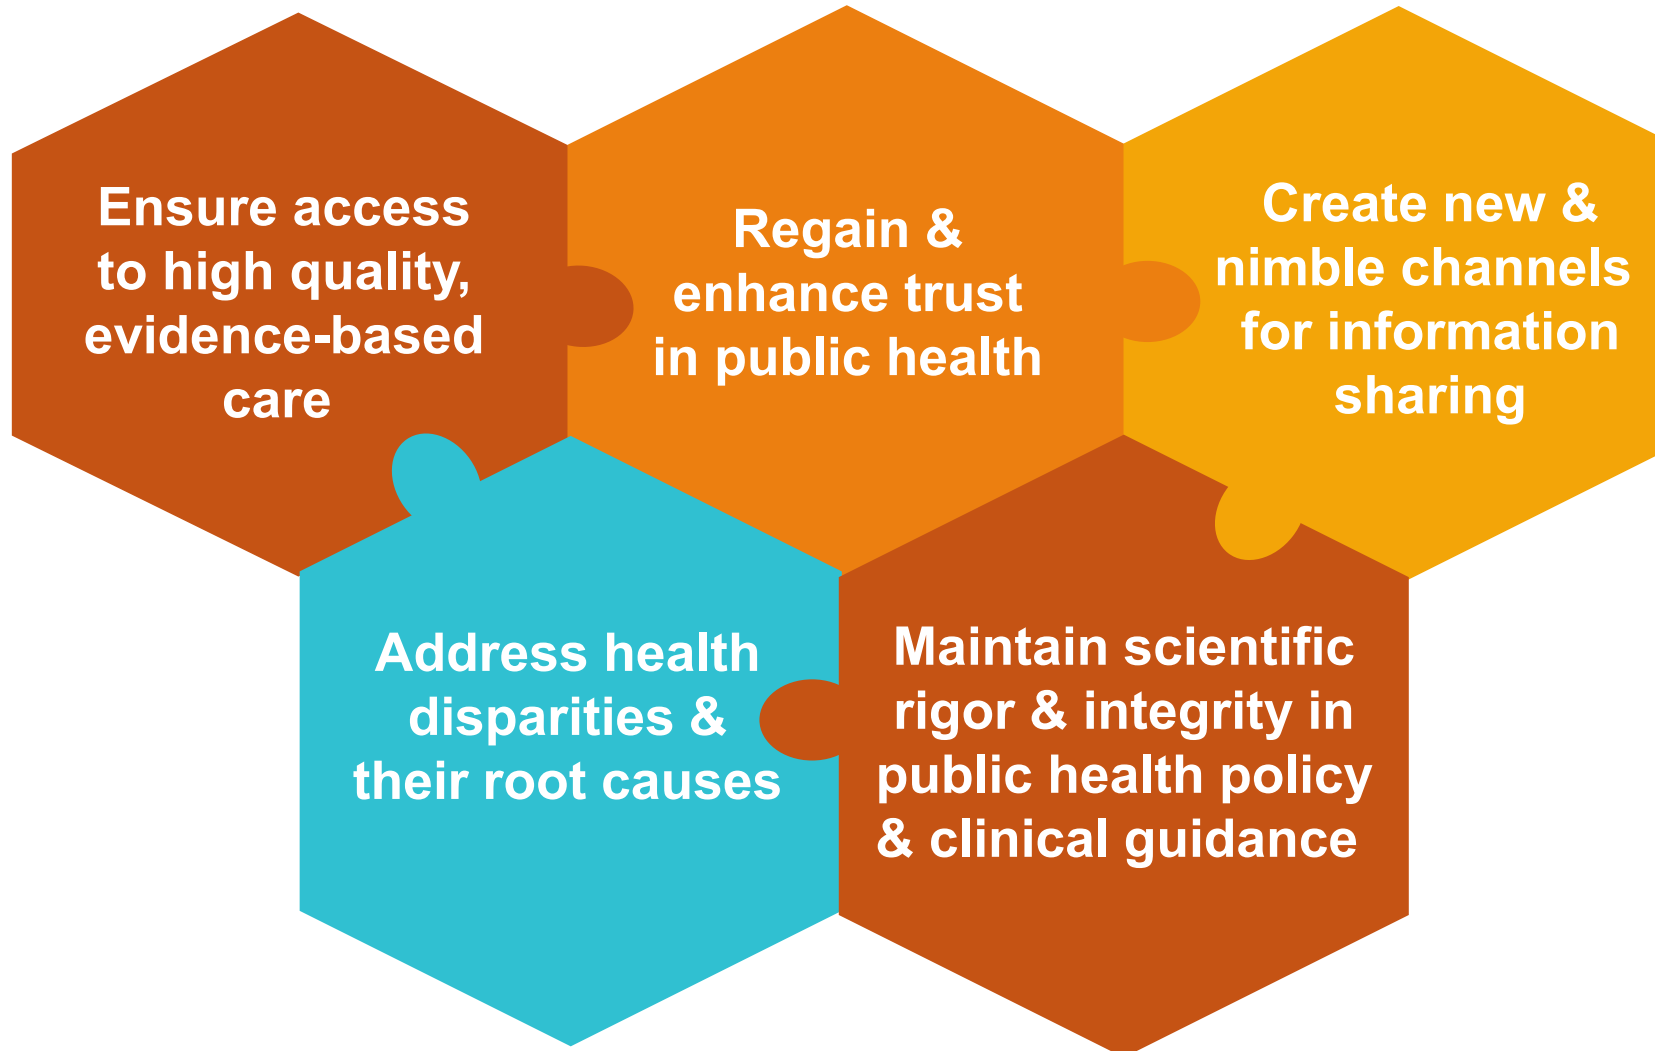 Ensure access
to high quality,
evidence-based
care
Regain &
enhance trust
in public health
Create new &
nimble channels
for information
sharing
Address health
disparities &
their root causes
Maintain scientific
rigor & integrity in
public health policy
& clinical guidance